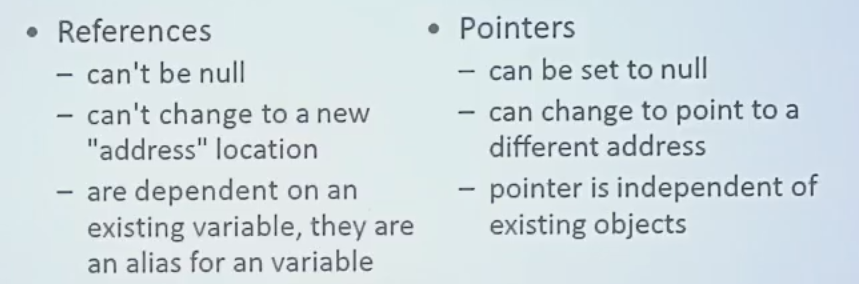 • References
– can't be null
– can't change to a new
"address" location
– are dependent on an
existing variable, they are
an alias for an variable
• Pointers
– can be set to null
– can change to point to a
different address
– pointer is independent of
existing objects